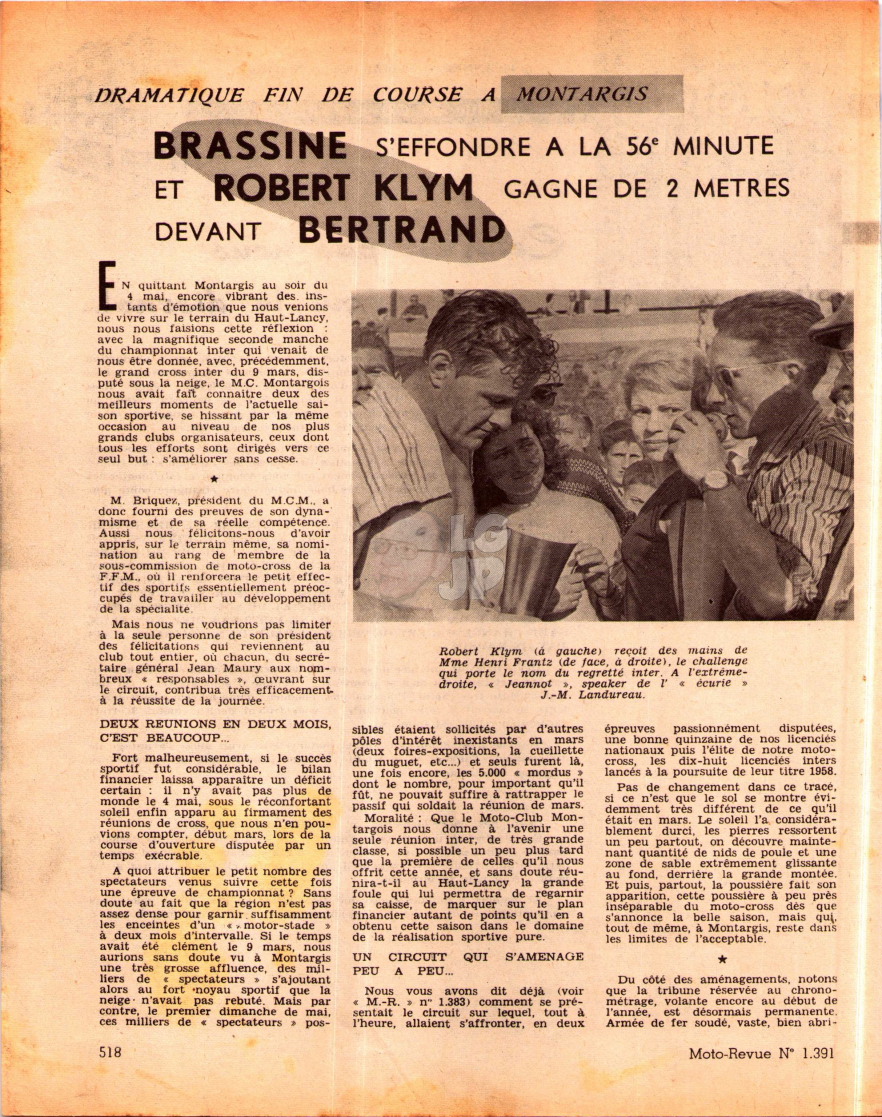 DRAMATIQUE FIN DE COURSE A MONTARGIS
BRASSINE S'EFFONDRE A LA 56e MINUTE
ET ROBERT KLYM GAGNE DE 2 METRES
DEVANT BERTRAND
EN quittant Montargis au soir du
4 mai, encore vibrant des ins-
tants d'émotion que nous venions
de vivre sur le terrain du Haut-Lancy,
nous nous faisions cette réflexion :
avec la magnifique seconde manche
du championnat inter qui venait de
nous être donnée, avec, précédemment,
le grand cross inter du 9 mars, dis-
puté sous la neige, le M.C. Montargois
nous avait fait connaitre deux des
meilleurs moments de l'actuelle sai-
son sportive, se hissant par la même
occasion au niveau de nos plus
grands clubs organisateurs, ceux dont
tous les efforts sont dirigés vers ce
seul but : s'améliorer sans cesse.
★
M. Briquez, président du M.C.M., a
donc fourni des preuves de son dyna-
misme et de sa réelle compétence.
Aussi nous félicitons-nous d'avoir
appris, sur le terrain même, sa nomi-
nation au rang de membre de la
sous-commission de moto-cross de la
F.F.M., où il renforcera le petit effec-
tif des sportifs essentiellement préoc-
cupés de travailler au développement
de la spécialite.
Mais nous ne voudrions pas limiter
à la seule personne de son président
des félicitations qui reviennent au
club tout entier, où chacun, du secré-
taire général Jean Maury aux nom-
breux « responsables », œuvrant sur
le circuit, contribua très efficacement
à la réussite de la journée.
DEUX REUNIONS EN DEUX MOIS,
C'EST BEAUCOUP...
Fort malheureusement, si le succès
sportif fut considérable, le bilan
financier laissa apparaître un déficit
certain : il n'y avait pas plus de
monde le 4 mai, sous le réconfortant
soleil enfin apparu au firmament des
réunions de cross, que nous n'en pou-
vions compter, début mars, lors de la
course d'ouverture disputée par un
temps exécrable.
A quoi attribuer le petit nombre des
spectateurs venus suivre cette fois
une épreuve de championnat ? Sans
doute au fait que la région n'est pas
assez dense pour garnir suffisamment
les enceintes d'un « motor-stade »
à deux mois d'intervalle. Si le temps
avait été clément le 9 mars, nous
aurions sans doute vu à Montargis
une très grosse affluence, des mil-
liers de « spectateurs » s'ajoutant
alors au fort noyau sportif que la
neige n'avait pas rebuté. Mais par
contre, le premier dimanche de mai,
ces milliers de « spectateurs » pos-
LG
JP
Robert Klym (à gauche) reçoit des mains de
Mme Henri Frantz (de face, à droite), le challenge
qui porte le nom du regretté inter. A l'extrême-
droite, « Jeannot », speaker de l' « écurie »
J.-M. Landureau.
sibles étaient sollicités par d'autres
pôles d'intérêt inexistants en mars
(deux foires-expositions, la cueillette
du muguet, etc...) et seuls furent là,
une fois encore, les 5.000 « mordus »
dont le nombre, pour important qu'il
fût, ne pouvait suffire à rattrapper le
passif qui soldait la réunion de mars.
Moralité : Que le Moto-Club Mon-
targois nous donne à l'avenir une
seule réunion inter, de très grande
classe, si possible un peu plus tard
que la première de celles qu'il nous
offrit cette année, et sans doute réu-
nira-t-il au Haut-Lancy la grande
foule qui lui permettra de regarnir
sa caisse, de marquer sur le plan
financier autant de points qu'il en a
obtenu cette saison dans le domaine
de la réalisation sportive pure.
UN CIRCUIT QUI S'AMENAGE
PEU A PEU...
Nous vous avons dit déjà (voir
« M.-R. » n° 1.383) comment se pré-
sentait le circuit sur lequel, tout à
l'heure, allaient s'affronter, en deux
épreuves passionnément disputées,
une bonne quinzaine de nos licenciés
nationaux puis l'élite de notre moto-
cross, les dix-huit licenciés inters
lancés à la poursuite de leur titre 1958.
Pas de changement dans ce tracé,
si ce n'est que le sol se montre évi-
demment très différent de ce qu'il
était en mars. Le soleil l'a considéra-
blement durci, les pierres ressortent
un peu partout, on découvre mainte-
nant quantité de nids de poule et une
zone de sable extrêmement glissante
au fond, derrière la grande montée.
Et puis, partout, la poussière fait son
apparition, cette poussière à peu près
inséparable du moto-cross dès que
s'annonce la belle saison, mais qui,
tout de même, à Montargis, reste dans
les limites de l'acceptable.
★
Du côté des aménagements, notons
que la tribune réservée au chrono-
métrage, volante encore au début de
l'année, est désormais permanente.
Armée de fer soudé, vaste, bien abri-
518
Moto-Revue N° 1.391